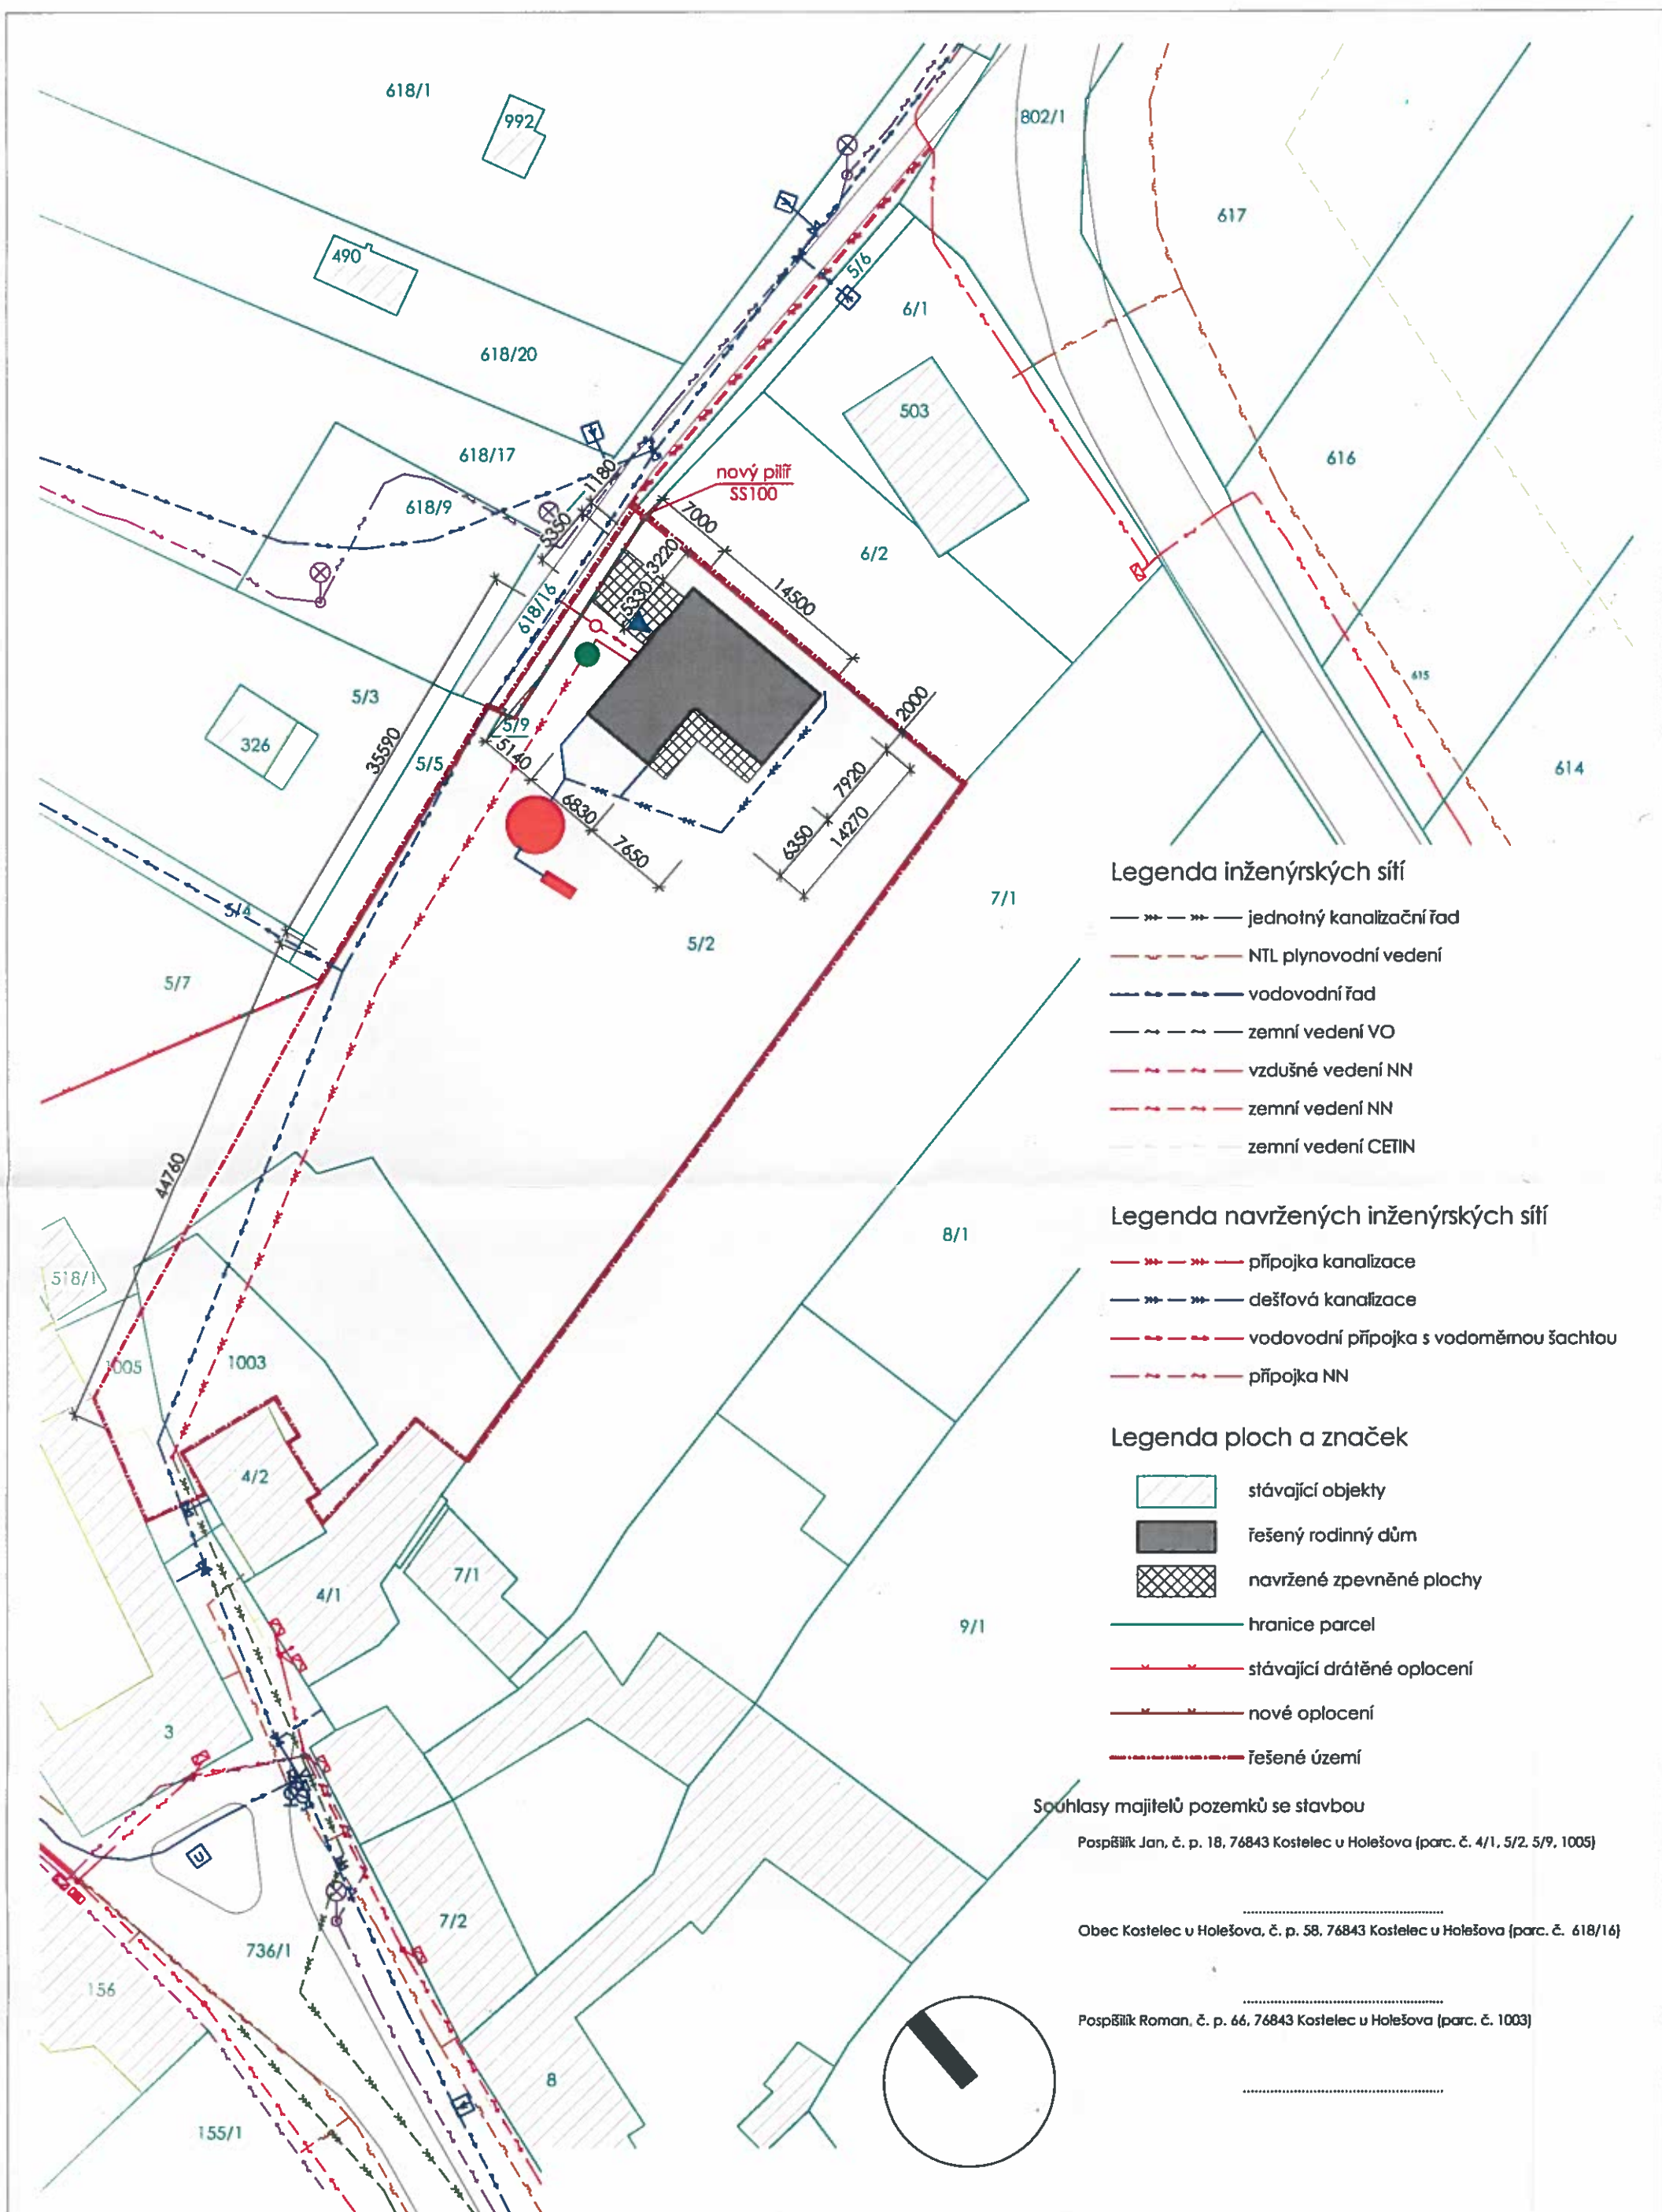 618/1
992
802/1
617
490
5/6
6/1
618/20
503
618/17
616
1180
nový pilíř
SS100
618/9
7000
5350
3220
6/2
14500
5330
618/16
615
5/3
2000
5/9
326
35590
5140
5/5
7920
614
6830
14270
6350
7650
Legenda inženýrských sítí
7/1
5/4
jednotný kanalizační řad
5/2
NTL plynovodní vedení
5/7
vodovodní řad
zemní vedení VO
vzdušné vedení NN
zemní vedení NN
zemní vedení CETIN
44760
Legenda navržených inženýrských sítí
8/1
přípojka kanalizace
518/1
dešťová kanalizace
vodovodní přípojka s vodoměrnou šachtou
1005
1003
přípojka NN
Legenda ploch a značek
4/2
stávající objekty
řešený rodinný dům
7/1
navržené zpevněné plochy
4/1
9/1
hranice parcel
stávající drátěné oplocení
3
nové oplocení
řešené území
Souhlasy majitelů pozemků se stavbou
Pospíšilík Jan, č. p. 18, 76843 Kostelec u Holešova (parc. č. 4/1, 5/2, 5/9, 1005)
7/2
Obec Kostelec u Holešova, č. p. 58, 76843 Kostelec u Holešova (parc. č. 618/16)
736/1
156
Pospíšilík Roman, č. p. 66, 76843 Kostelec u Holešova (parc. č. 1003)
8
155/1